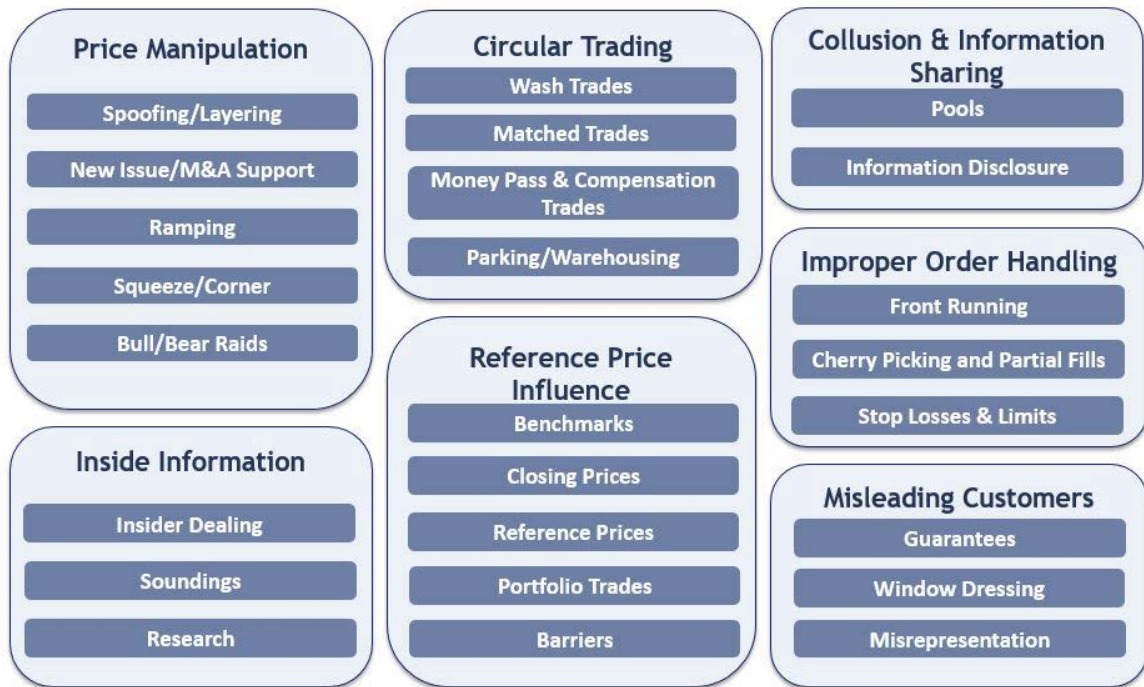 Price Manipulation
Spoofing/Layering
New Issue/M&A Support
Ramping
Squeeze/Corner
Bull/Bear Raids
Inside Information
Insider Dealing
Soundings
Research
Circular Trading
Wash Trades
Matched Trades
Money Pass & Compensation
Trades
Parking/Warehousing
Reference Price
Influence
Benchmarks
Closing Prices
Reference Prices
Portfolio Trades
Barriers
Collusion & Information
Sharing
Pools
Information Disclosure
Improper Order Handling
Front Running
Cherry Picking and Partial Fills
Stop Losses & Limits
Misleading Customers
Guarantees
Window Dressing
Misrepresentation